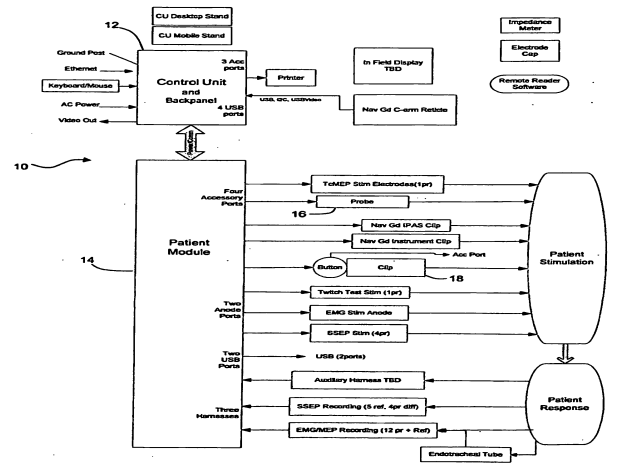 CU Desktop Stand
CU Mobile Stand
12
Ground Post
Ethernet
Keyboard/Mouse
AC Power
Video Out
3 Acc
ports
Control Unit
and
Backpanel
4 USB
ports
Printer
USB, I2C, USB/Video
In Field Display
TBD
Nav Gd C-arm Reticle
Impedance
Meter
Electrode
Cap
Remote Reader
Software
Power/Comm
10
14
Patient
Module
Four
Accessory
Ports
Two
Anode
Ports
Two
USB
Ports
Three
Harnesses
TcMEP Stim Electrodes(1pr)
Probe
16
Nav Gd IPAS Clip
Nav Gd Instrument Clip
Acc Port
Button
Clip
18
Twitch Test Stim (1pr)
EMG Stim Anode
SSEP Stim (4pr)
USB (2ports)
Auxiliary Harness TBD
SSEP Recording (5 ref, 4pr diff)
EMG/MEP Recording (12 pr + Ref)
Endotracheal Tube
Patient
Stimulation
Patient
Response